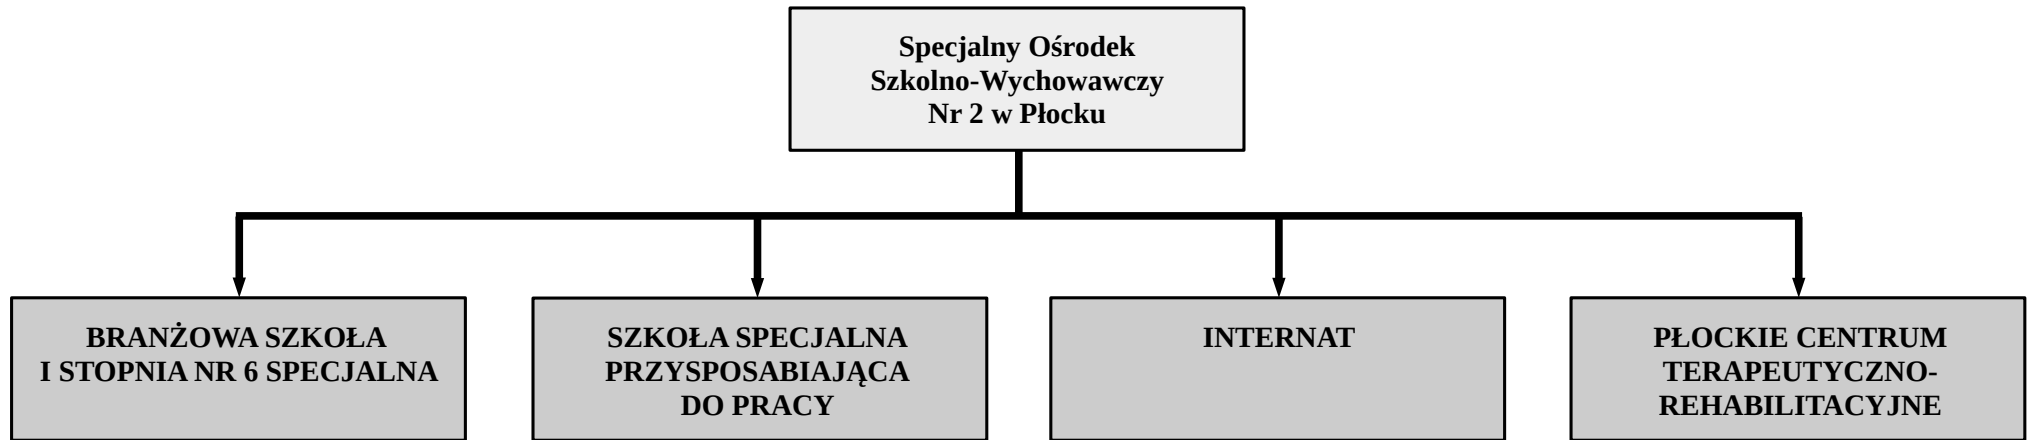 Specjalny Ośrodek
Szkolno-Wychowawczy
Nr 2 w Płocku
BRANŻOWA SZKOŁA
I STOPNIA NR 6 SPECJALNA
SZKOŁA SPECJALNA
PRZYSPOSABIAJĄCA
DO PRACY
INTERNAT
PŁOCKIE CENTRUM
TERAPEUTYCZNO-
REHABILITACYJNE